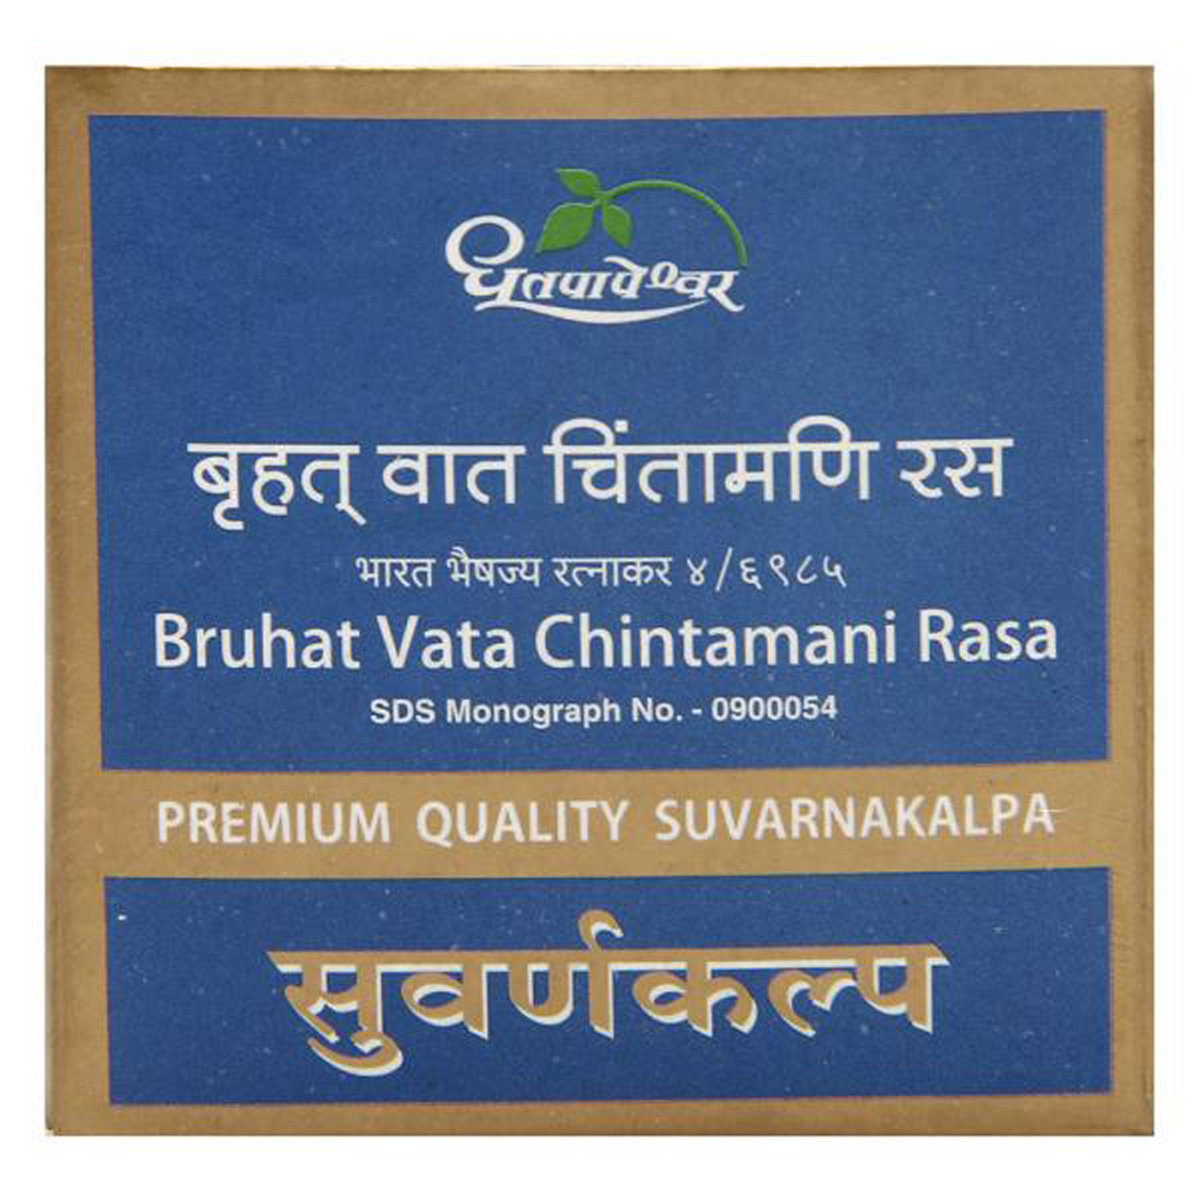 धूतपापेश्वर
बृहत् वात चिंतामणि रस
भारत भैषज्य रत्नाकर ४/६९८५
Bruhat Vata Chintamani Rasa
SDS Monograph No. - 0900054
PREMIUM QUALITY SUVARNAKALPA
सुवर्णकल्प